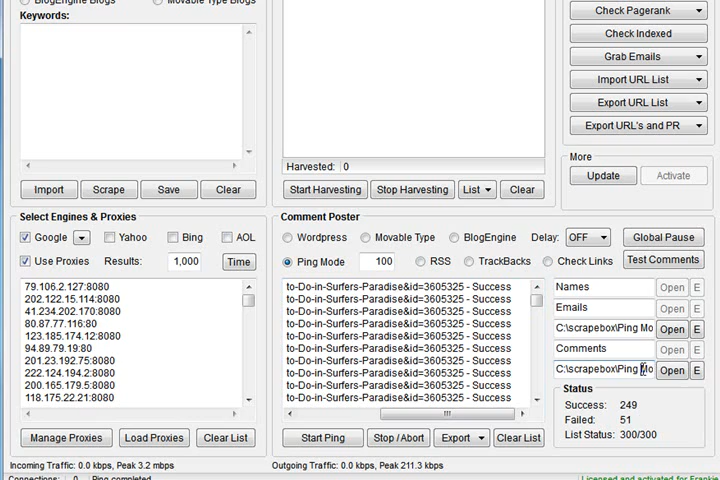 BlogEngine Blogs
Movable Type Blogs
Keywords:
Harvested: 0
Import
Scrape
Save
Clear
Start Harvesting
Stop Harvesting
List
Clear
Check Pagerank
Check Indexed
Grab Emails
Import URL List
Export URL List
Export URL's and PR
More
Update
Activate
Select Engines & Proxies
Google
Yahoo
Bing
AOL
Use Proxies
Results:
1,000
Time
79.106.2.127:8080
202.122.15.114:8080
41.234.202.170:8080
80.87.77.116:80
123.185.174.12:8080
94.89.79.19:80
201.23.192.75:8080
222.124.194.2:8080
200.165.179.5:8080
118.175.22.21:8080
Manage Proxies
Load Proxies
Clear List
Comment Poster
Wordpress
Movable Type
BlogEngine
Delay:
OFF
Global Pause
Ping Mode
100
RSS
TrackBacks
Check Links
Test Comments
to-Do-in-Surfers-Paradise&id=3605325 - Success
to-Do-in-Surfers-Paradise&id=3605325 - Success
to-Do-in-Surfers-Paradise&id=3605325 - Success
to-Do-in-Surfers-Paradise&id=3605325 - Success
to-Do-in-Surfers-Paradise&id=3605325 - Success
to-Do-in-Surfers-Paradise&id=3605325 - Success
to-Do-in-Surfers-Paradise&id=3605325 - Success
to-Do-in-Surfers-Paradise&id=3605325 - Success
to-Do-in-Surfers-Paradise&id=3605325 - Success
to-Do-in-Surfers-Paradise&id=3605325 - Success
Names
Open
E
Emails
Open
E
C:\scrapebox\Ping Mo
Open
E
Comments
Open
E
C:\scrapebox\Ping Mo
Open
E
Status
Success: 249
Failed: 51
List Status: 300/300
Start Ping
Stop / Abort
Export
Clear List
Incoming Traffic: 0.0 kbps, Peak 3.2 mbps
Outgoing Traffic: 0.0 kbps, Peak 211.3 kbps
Connections: 0
Ping completed
Licensed and activated for Frankie